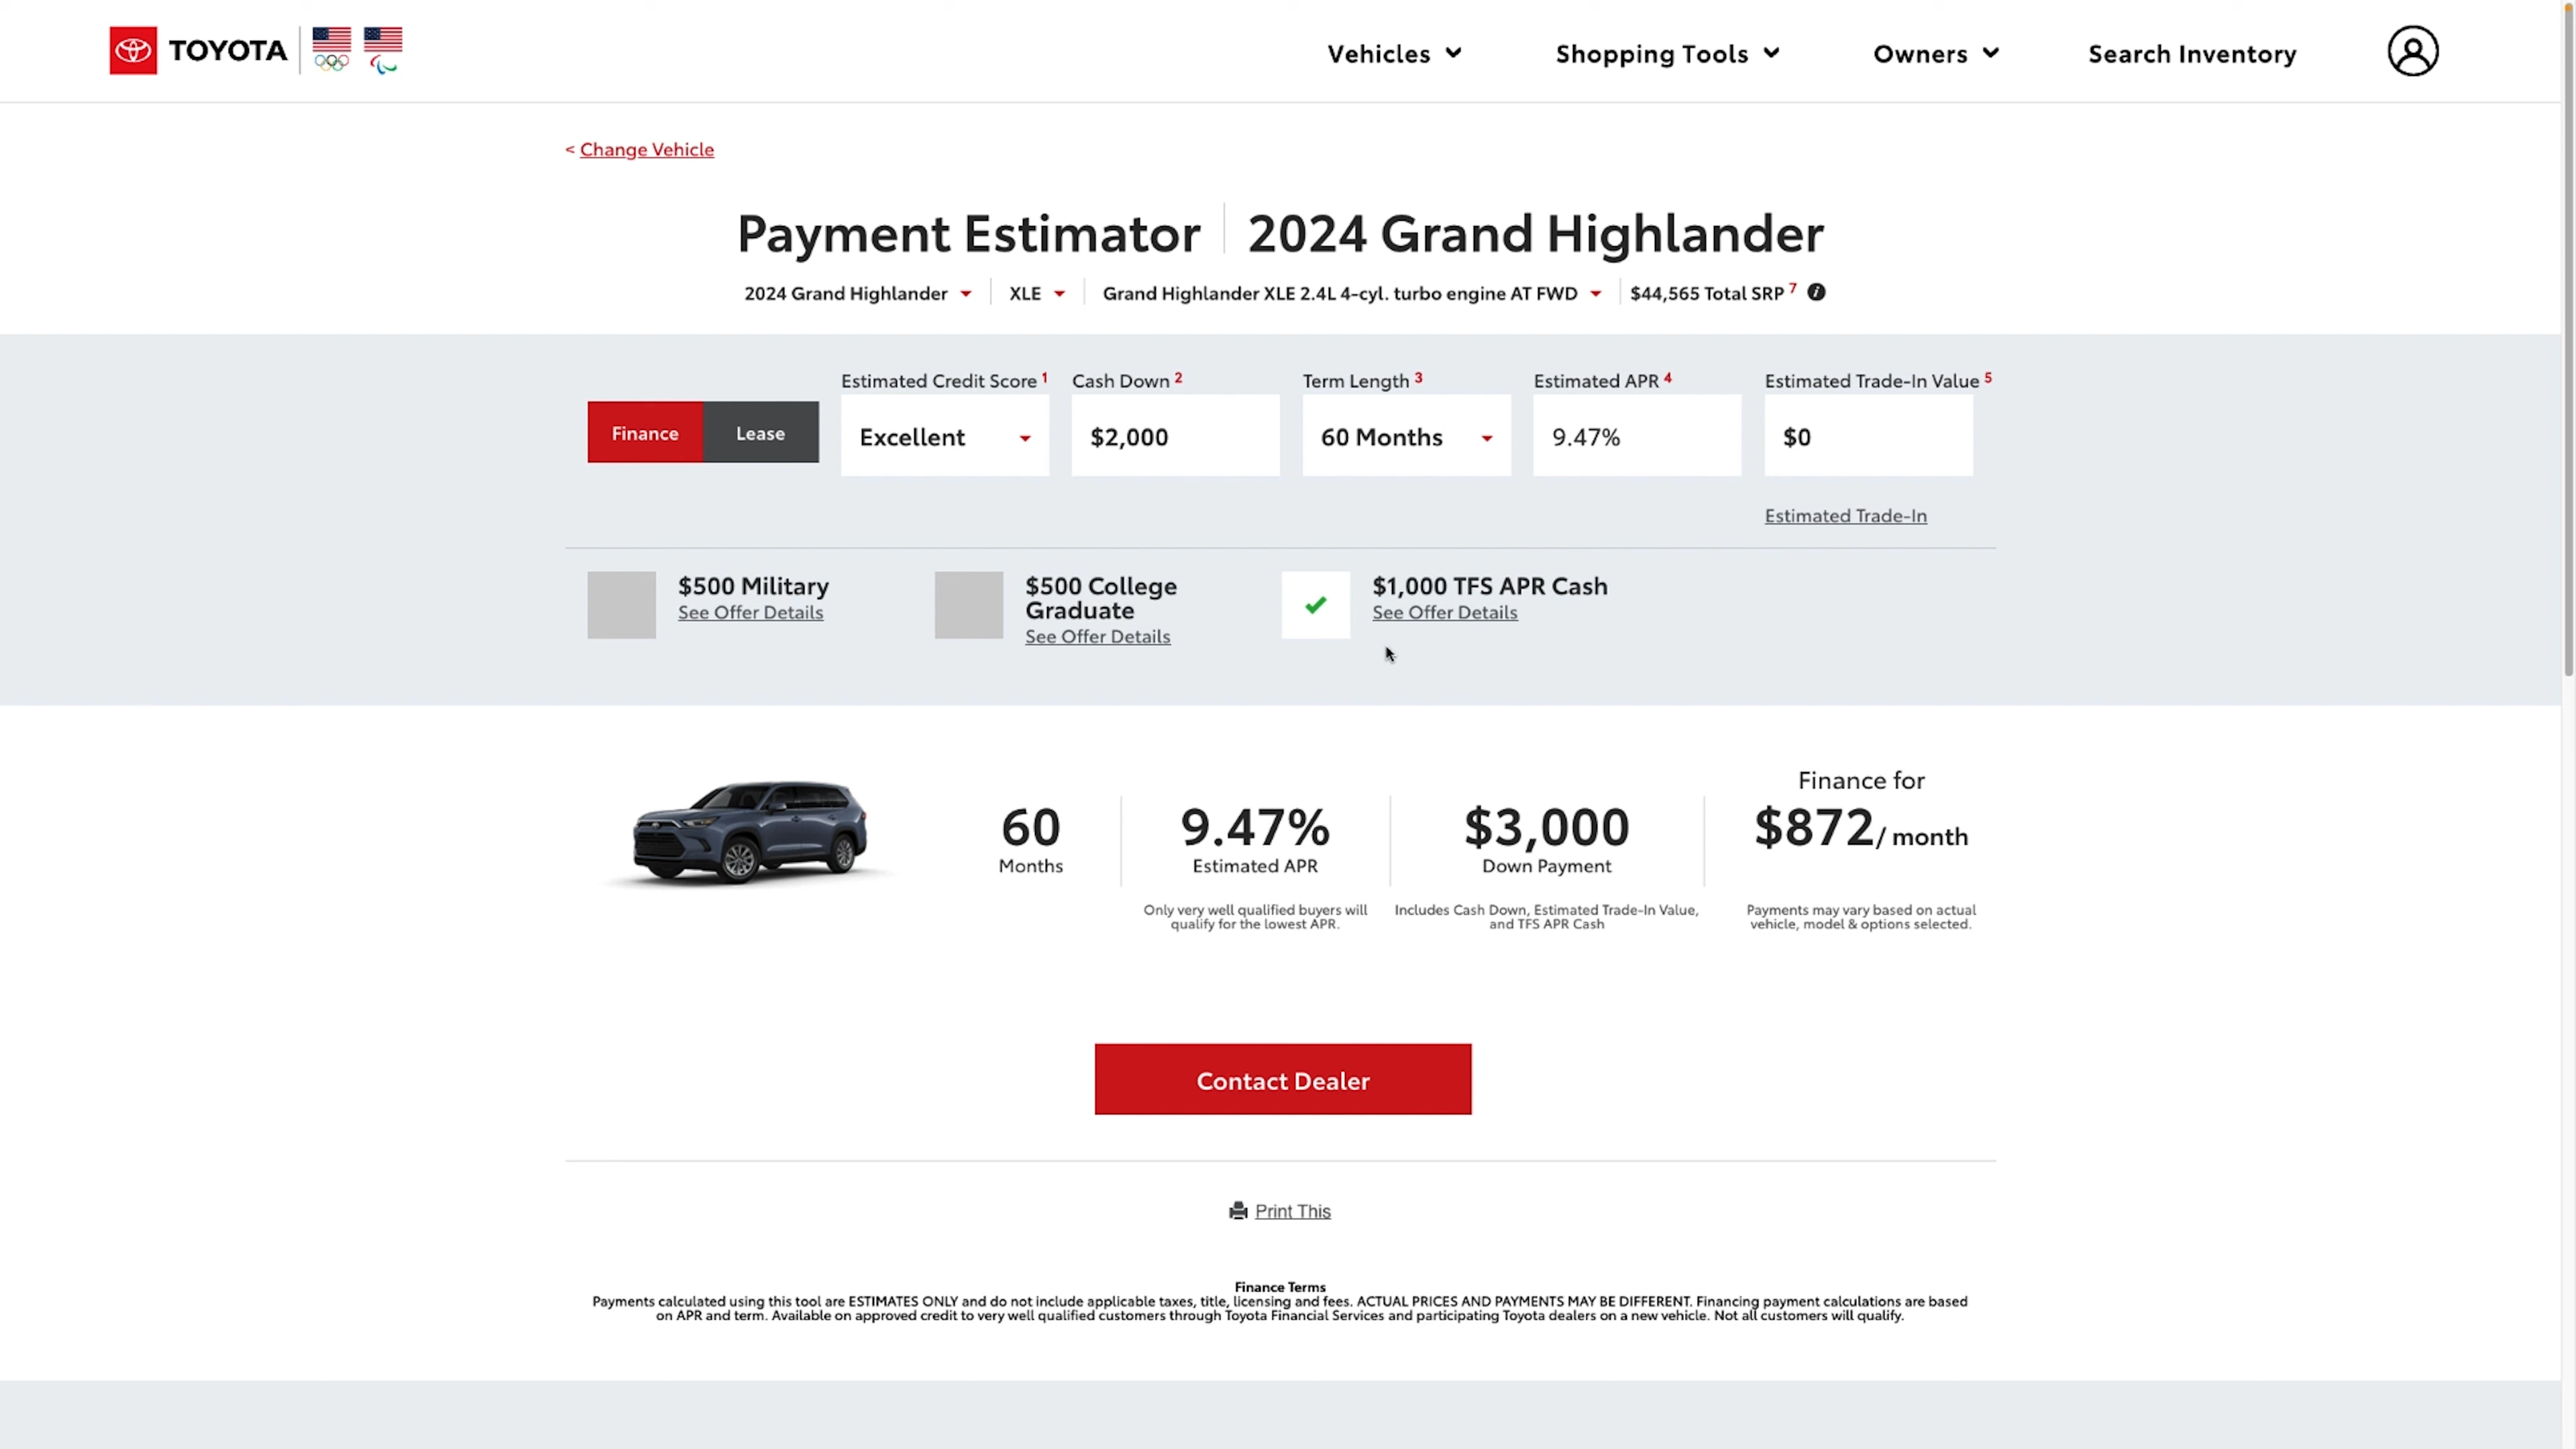 TOYOTA
Vehicles
Shopping Tools
Owners
Search Inventory
< Change Vehicle
Payment Estimator
2024 Grand Highlander
2024 Grand Highlander
XLE
Grand Highlander XLE 2.4L 4-cyl. turbo engine AT FWD
$44,565 Total SRP 7
Finance
Lease
Estimated Credit Score 1
Excellent
Cash Down 2
$2,000
Term Length 3
60 Months
Estimated APR 4
9.47%
Estimated Trade-In Value 5
$0
Estimated Trade-In
$500 Military
See Offer Details
$500 College
Graduate
See Offer Details
$1,000 TFS APR Cash
See Offer Details
60
Months
9.47%
Estimated APR
Only very well qualified buyers will
qualify for the lowest APR.
$3,000
Down Payment
Includes Cash Down, Estimated Trade-In Value,
and TFS APR Cash
Finance for
$872/ month
Payments may vary based on actual
vehicle, model & options selected.
Contact Dealer
Print This
Finance Terms
Payments calculated using this tool are ESTIMATES ONLY and do not include applicable taxes, title, licensing and fees. ACTUAL PRICES AND PAYMENTS MAY BE DIFFERENT. Financing payment calculations are based
on APR and term. Available on approved credit to very well qualified customers through Toyota Financial Services and participating Toyota dealers on a new vehicle. Not all customers will qualify.